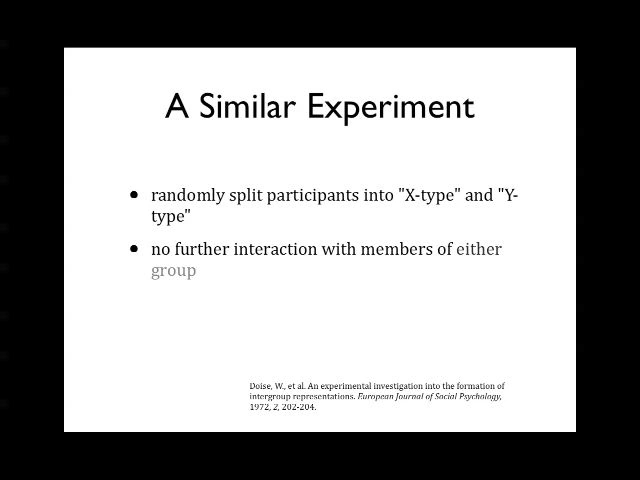 A Similar Experiment
• randomly split participants into "X-type" and "Y-
type"
• no further interaction with members of either
group
Doise, W., et al. An experimental investigation into the formation of
intergroup representations. European Journal of Social Psychology,
1972, 2, 202-204.